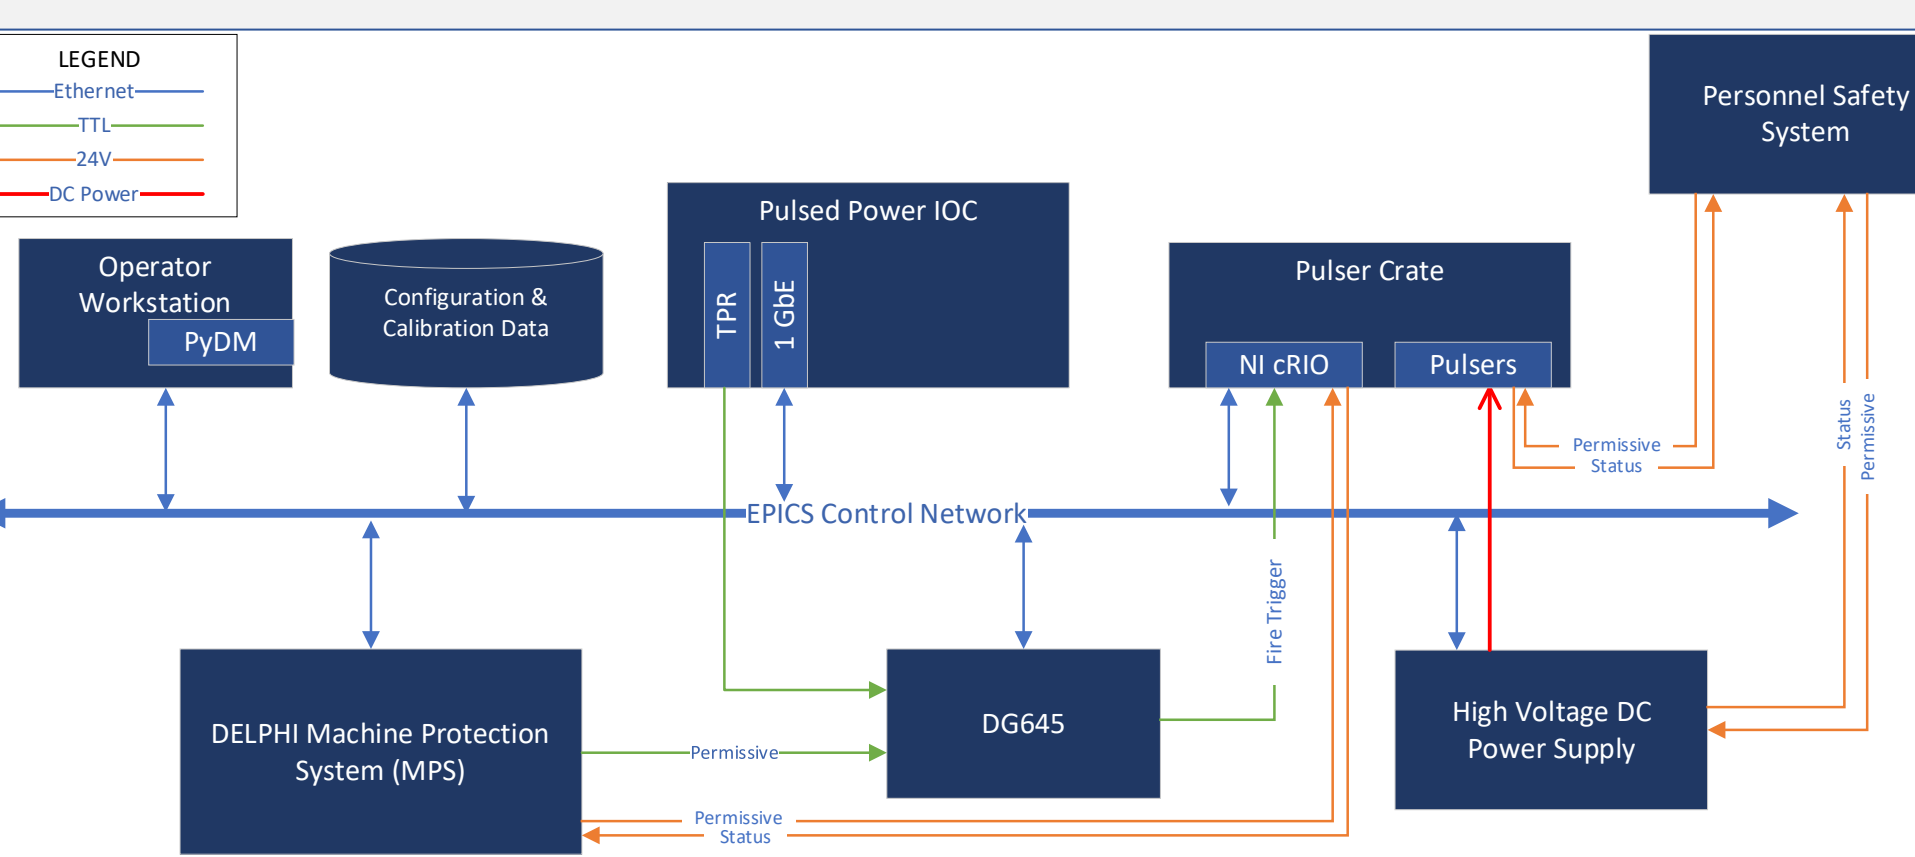 LEGEND
Ethernet
TTL
24V
DC Power
Personnel Safety
System
Pulsed Power IOC
TPR
1 GbE
Operator
Workstation
PyDM
Configuration &
Calibration Data
Pulser Crate
NI cRIO
Pulsers
Permissive
Status
Status
Permissive
EPICS Control Network
Fire Trigger
DELPHI Machine Protection
System (MPS)
Permissive
DG645
High Voltage DC
Power Supply
Permissive
Status